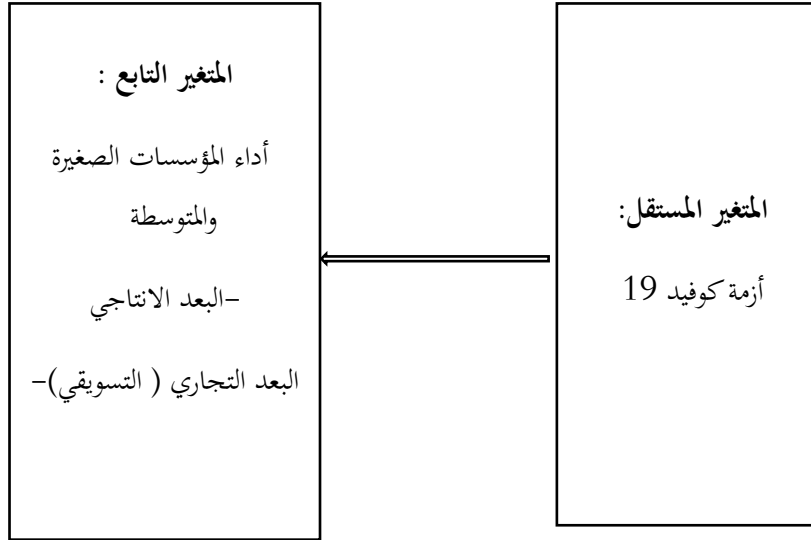 المتغير المستقل:
أزمة كوفيد 19
المتغير التابع :
أداء المؤسسات الصغيرة
والمتوسطة
-البعد الانتاجي
البعد التجاري ( التسويقي)-